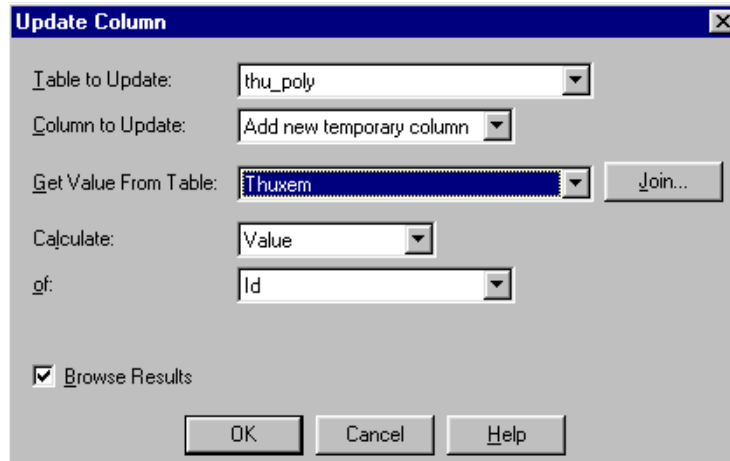 Update Column
Table to Update: thu_poly
Column to Update: Add new temporary column
Get Value From Table: Thuxem Join...
Calculate: Value
of: Id
Browse Results
OK Cancel Help